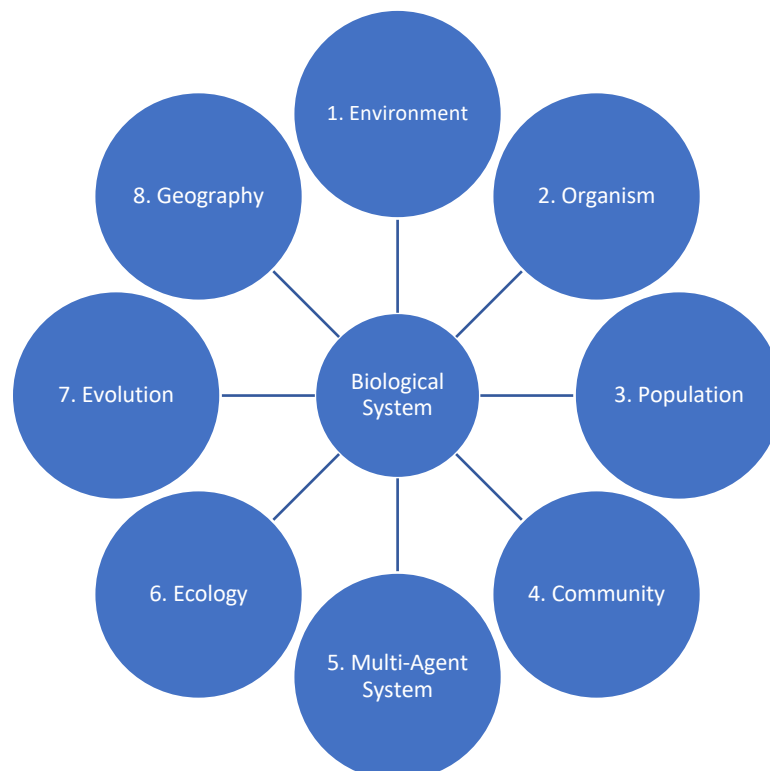 1. Environment
2. Organism
3. Population
4. Community
5. Multi-Agent
System
6. Ecology
7. Evolution
8. Geography
Biological
System